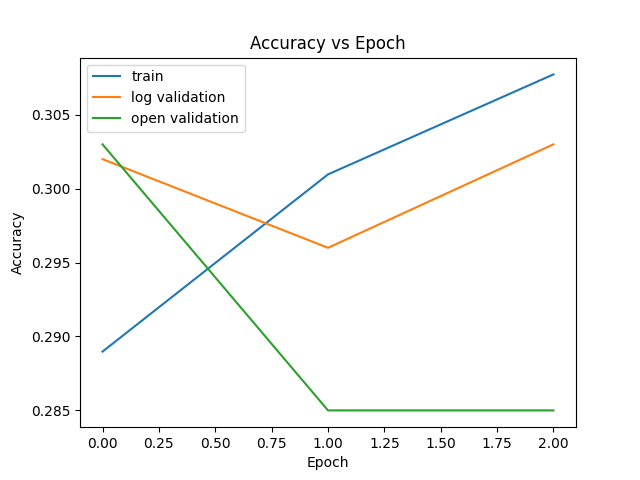 Accuracy vs Epoch
train
log validation
open validation
0.305
0.300
0.295
0.290
0.285
Accuracy
0.00 0.25 0.50 0.75 1.00 1.25 1.50 1.75 2.00
Epoch